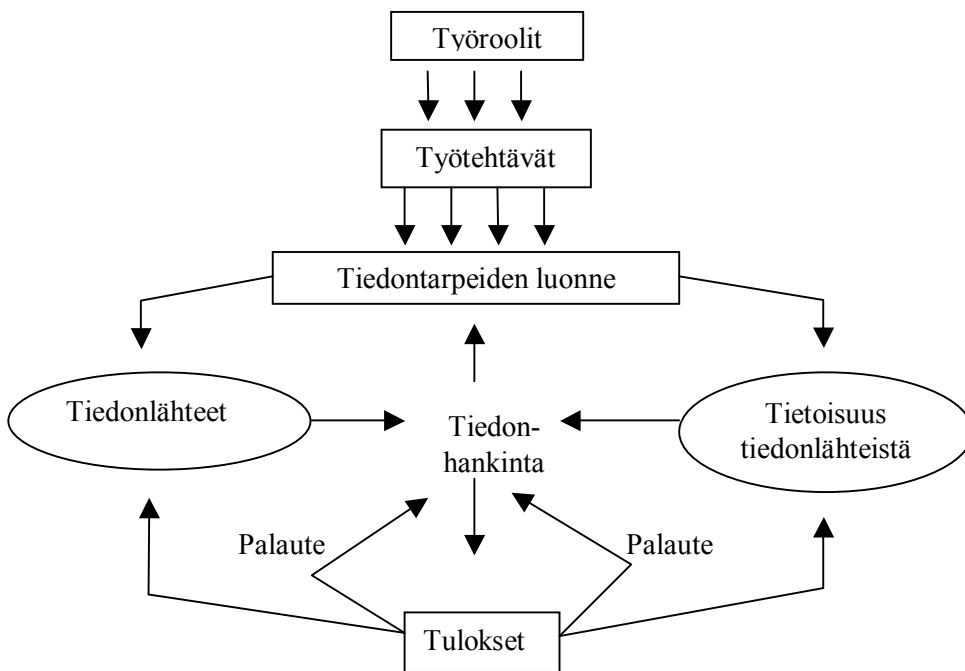 Työroolit
Työtehtävät
Tiedontarpeiden luonne
Tiedonlähteet
Tiedon-
hankinta
Tietoisuus
tiedonlähteistä
Palaute
Palaute
Tulokset